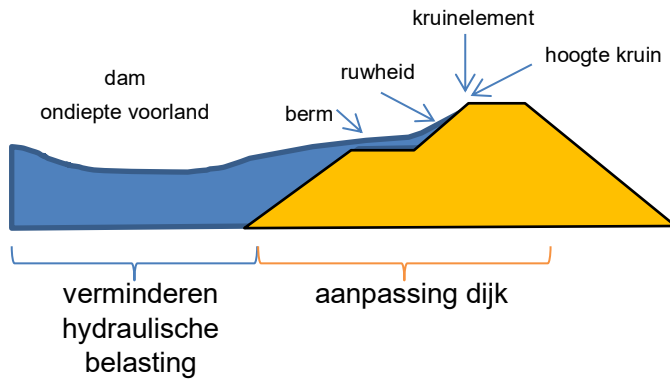 kruinelement
hoogte kruin
dam
ruwheid
ondiepte voorland
berm
verminderen
hydraulische
belasting
aanpassing dijk